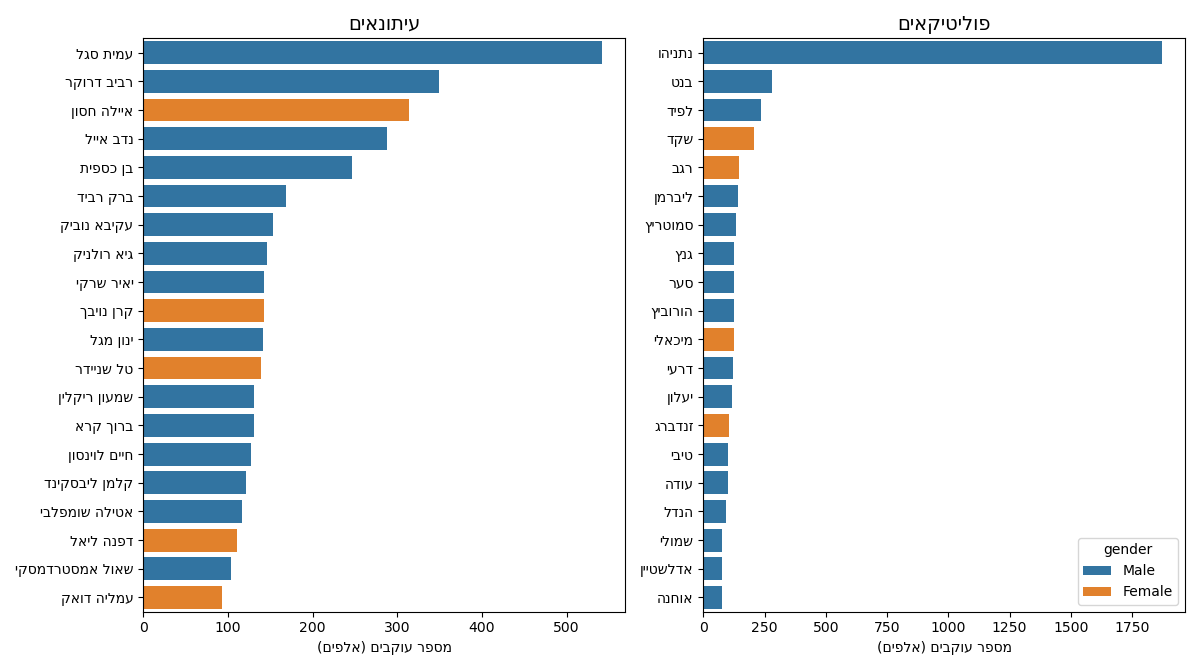 עיתונאים
עמית סגל
רביב דרוקר
איילה חסון
נדב אייל
בן כספית
ברק רביד
עקיבא נוביק
גיא רולניק
יאיר שרקי
קרן נויבך
ינון מגל
טל שניידר
שמעון ריקלין
ברוך קרא
חיים לוינסון
קלמן ליבסקינד
אטילה שומפלבי
דפנה ליאל
שאול אמסטרדמסקי
עמליה דואק
0 100 200 300 400 500
מספר עוקבים (אלפים)
פוליטיקאים
נתניהו
בנט
לפיד
שקד
רגב
ליברמן
סמוטריץ
גנץ
סער
הורוביץ
מיכאלי
דרעי
יעלון
זנדברג
טיבי
עודה
הנדל
שמולי
אדלשטיין
אוחנה
gender
Male
Female
0 250 500 750 1000 1250 1500 1750
מספר עוקבים (אלפים)